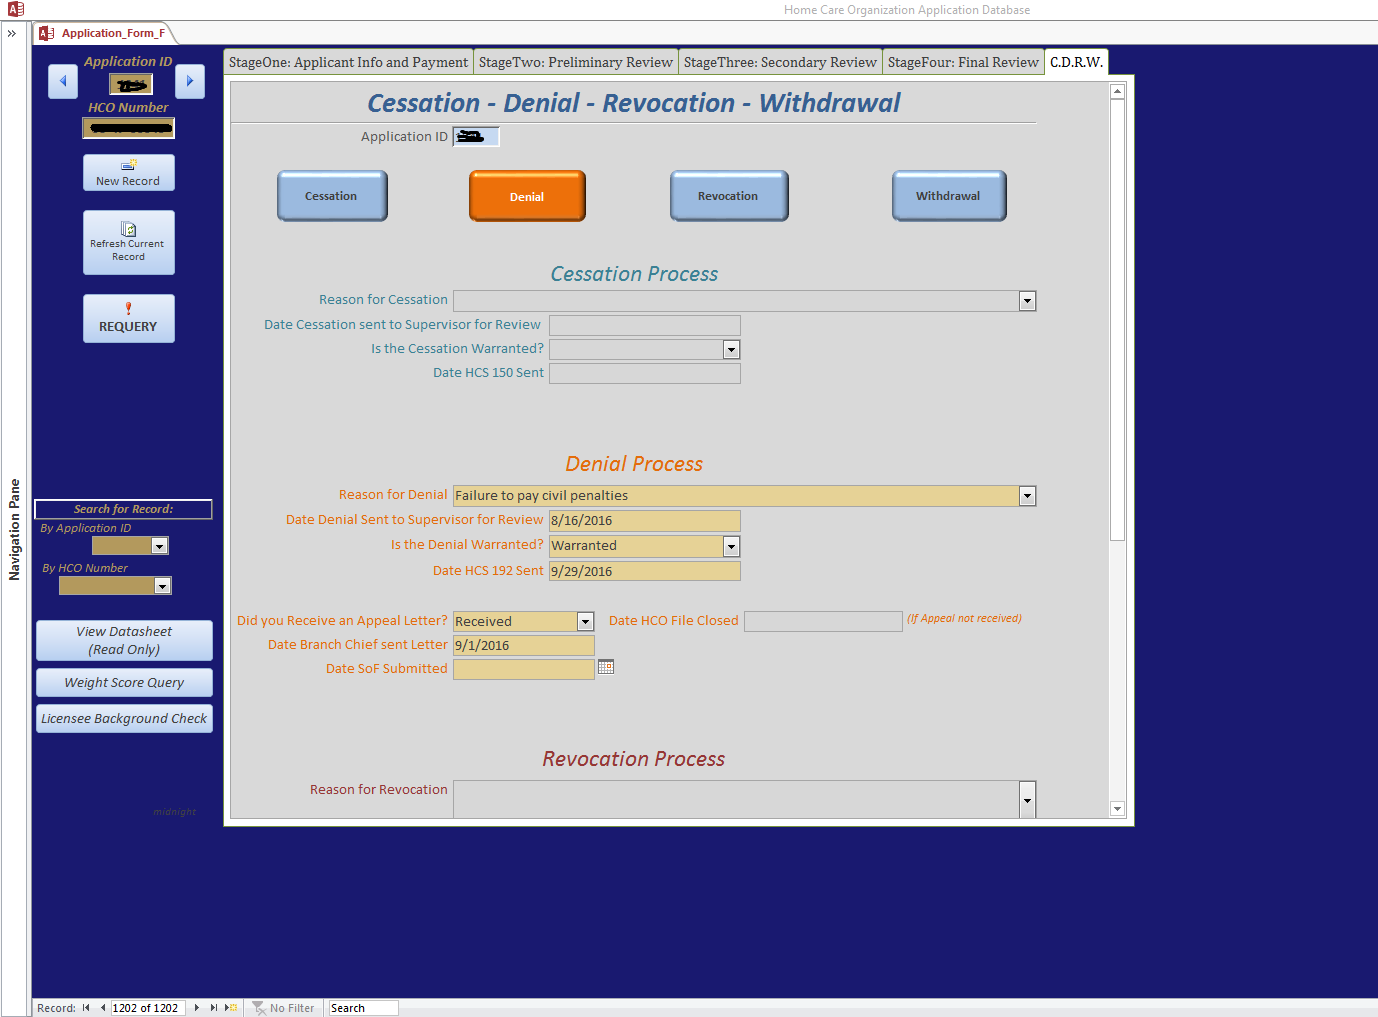 Home Care Organization Application Database
Application_Form_F
Application ID
HCO Number
New Record
Refresh Current
Record
REQUERY
Navigation Pane
Search for Record:
By Application ID
By HCO Number
View Datasheet
(Read Only)
Weight Score Query
Licensee Background Check
midnight
StageOne: Applicant Info and Payment StageTwo: Preliminary Review StageThree: Secondary Review StageFour: Final Review C.D.R.W.
Cessation - Denial - Revocation - Withdrawal
Application ID
Cessation Denial Revocation Withdrawal
Cessation Process
Reason for Cessation
Date Cessation sent to Supervisor for Review
Is the Cessation Warranted?
Date HCS 150 Sent
Denial Process
Reason for Denial Failure to pay civil penalties
Date Denial Sent to Supervisor for Review 8/16/2016
Is the Denial Warranted? Warranted
Date HCS 192 Sent 9/29/2016
Did you Receive an Appeal Letter? Received Date HCO File Closed (If Appeal not received)
Date Branch Chief sent Letter 9/1/2016
Date SoF Submitted
Revocation Process
Reason for Revocation
Record: 1202 of 1202 No Filter Search